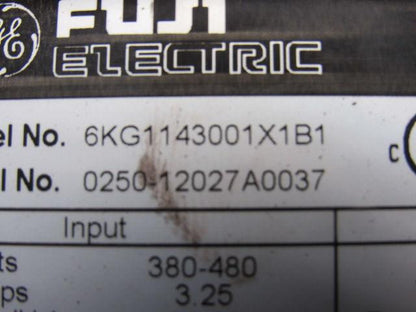 GE FUJI
ELECTRIC
el No. 6KG1143001X1B1
l No. 0250-12027A0037
C
Input
ts 380-480
ps 3.25